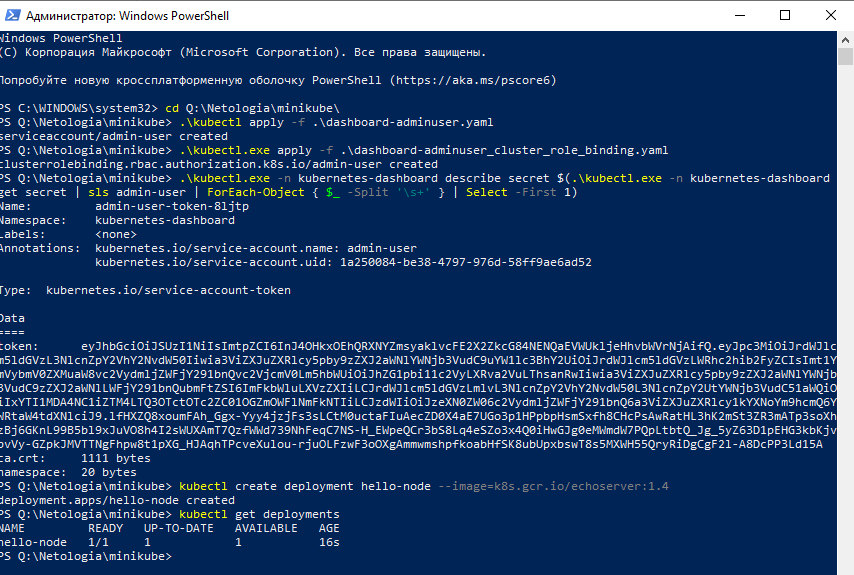 Администратор: Windows PowerShell
Windows PowerShell
(C) Корпорация Майкрософт (Microsoft Corporation). Все права защищены.
Попробуйте новую кроссплатформенную оболочку PowerShell (https://aka.ms/pscore6)
PS C:\WINDOWS\system32> cd Q:\Netologia\minikube\
PS Q:\Netologia\minikube> .\kubectl apply -f .\dashboard-adminuser.yaml
serviceaccount/admin-user created
PS Q:\Netologia\minikube> .\kubectl.exe apply -f .\dashboard-adminuser_cluster_role_binding.yaml
clusterrolebinding.rbac.authorization.k8s.io/admin-user created
PS Q:\Netologia\minikube> .\kubectl.exe -n kubernetes-dashboard describe secret $(.\kubectl.exe -n kubernetes-dashboard
get secret | sls admin-user | ForEach-Object { $_ -Split '\s+' } | Select -First 1)
Name: admin-user-token-8ljtp
Namespace: kubernetes-dashboard
Labels: <none>
Annotations: kubernetes.io/service-account.name: admin-user
kubernetes.io/service-account.uid: 1a250084-be38-4797-976d-58ff9ae6ad52
Type: kubernetes.io/service-account-token
Data
====
token:
ca.crt: 1111 bytes
namespace: 20 bytes
PS Q:\Netologia\minikube> kubectl create deployment hello-node --image=k8s.gcr.io/echoserver:1.4
deployment.apps/hello-node created
PS Q:\Netologia\minikube> kubectl get deployments
NAME READY UP-TO-DATE AVAILABLE AGE
hello-node 1/1 1 1 16s
PS Q:\Netologia\minikube>